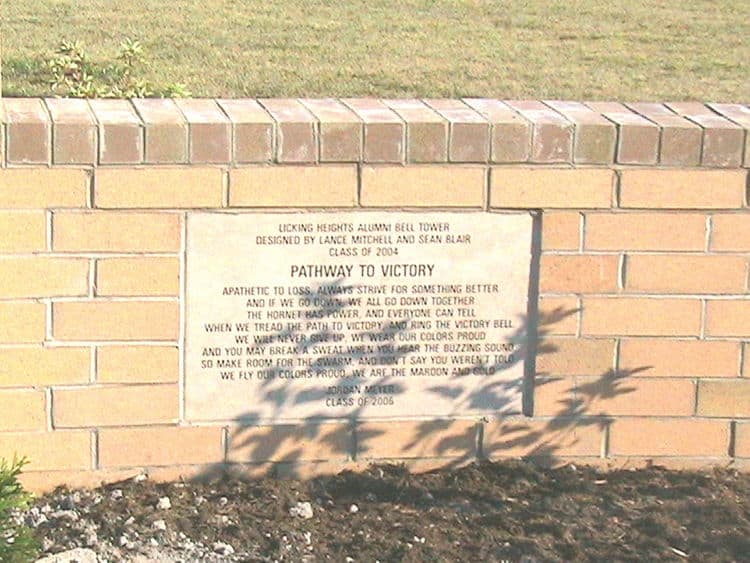 LICKING HEIGHTS ALUMNI BELL TOWER
DESIGNED BY LANCE MITCHELL AND SEAN BLAIR
CLASS OF 2004
PATHWAY TO VICTORY
APATHETIC TO LOSS, ALWAYS STRIVE FOR SOMETHING BETTER
AND IF WE GO DOWN, WE ALL GO DOWN TOGETHER
THE HORNET HAS POWER, AND EVERYONE CAN TELL
WHEN WE TREAD THE PATH TO VICTORY, AND RING THE VICTORY BELL
WE WILL NEVER GIVE UP, WE WEAR OUR COLORS PROUD
AND YOU MAY BREAK A SWEAT WHEN YOU HEAR THE BUZZING SOUND
SO MAKE ROOM FOR THE SWARM, AND DON'T SAY YOU WEREN'T TOLD
WE FLY OUR COLORS PROUD, WE ARE THE MAROON AND GOLD
JORDAN MEYER
CLASS OF 2006